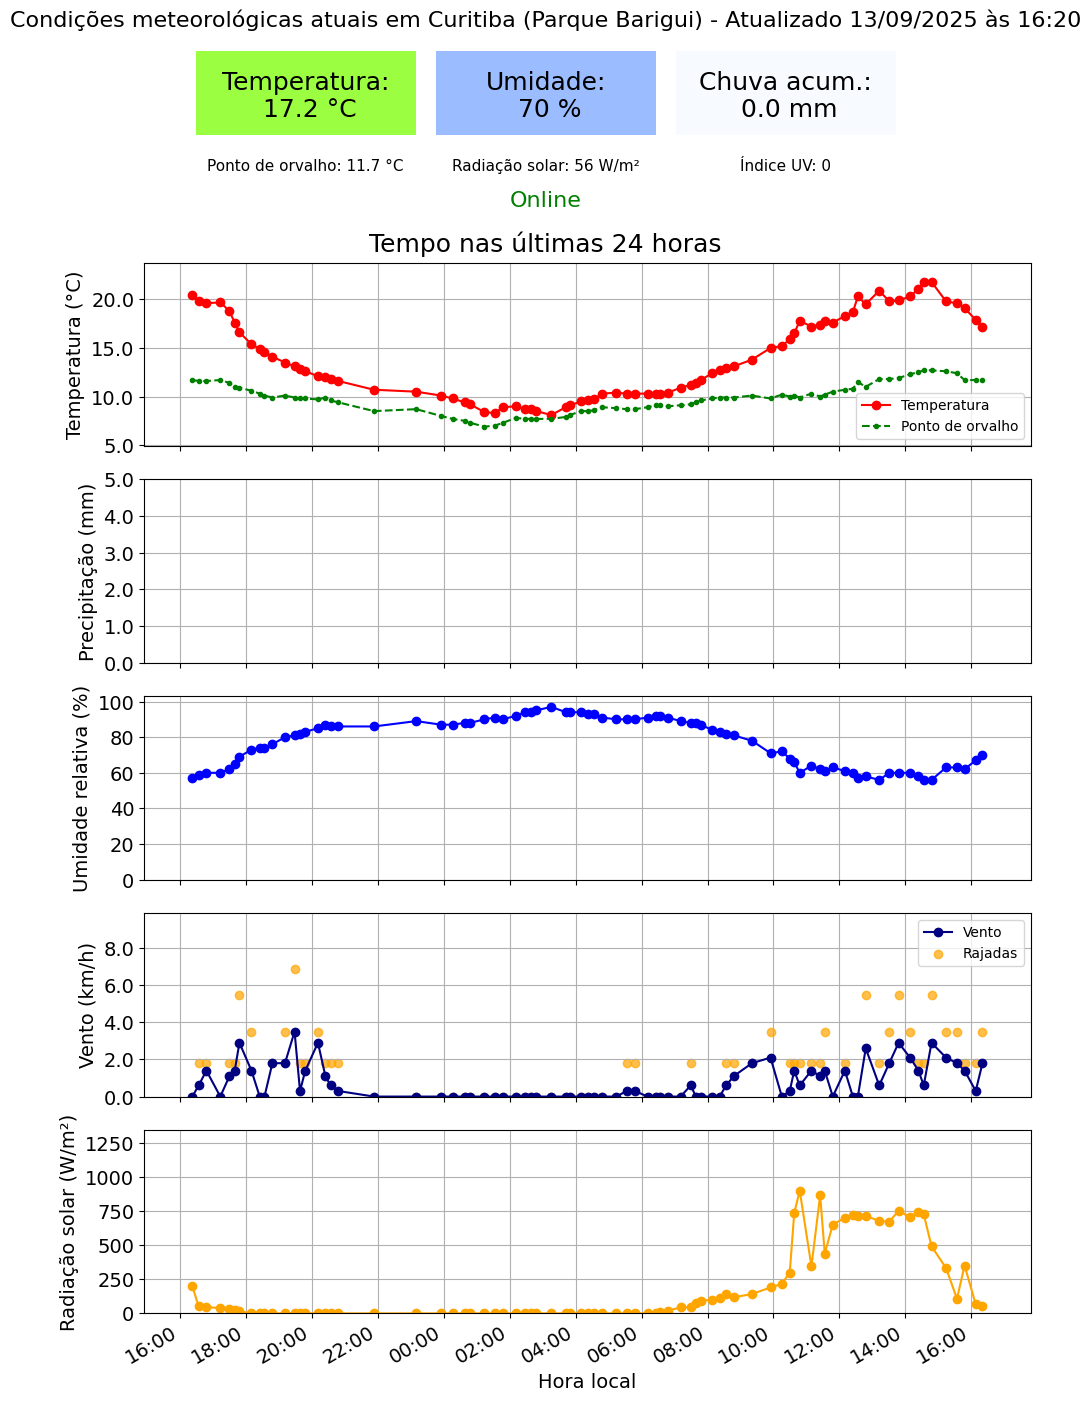 Condições meteorológicas atuais em Curitiba (Parque Barigui) - Atualizado 13/09/2025 às 16:20
Temperatura:
17.2 °C
Umidade:
70 %
Chuva acum.:
0.0 mm
Ponto de orvalho: 11.7 °C
Radiação solar: 56 W/m²
Índice UV: 0
Online
Tempo nas últimas 24 horas
Temperatura (°C)
20.0
15.0
10.0
5.0
Temperatura
Ponto de orvalho
Precipitação (mm)
5.0
4.0
3.0
2.0
1.0
0.0
Umidade relativa (%)
100
80
60
40
20
0
Vento (km/h)
8.0
6.0
4.0
2.0
0.0
Vento
Rajadas
Radiação solar (W/m²)
1250
1000
750
500
250
0
16:00
18:00
20:00
22:00
00:00
02:00
04:00
06:00
08:00
10:00
12:00
14:00
16:00
Hora local